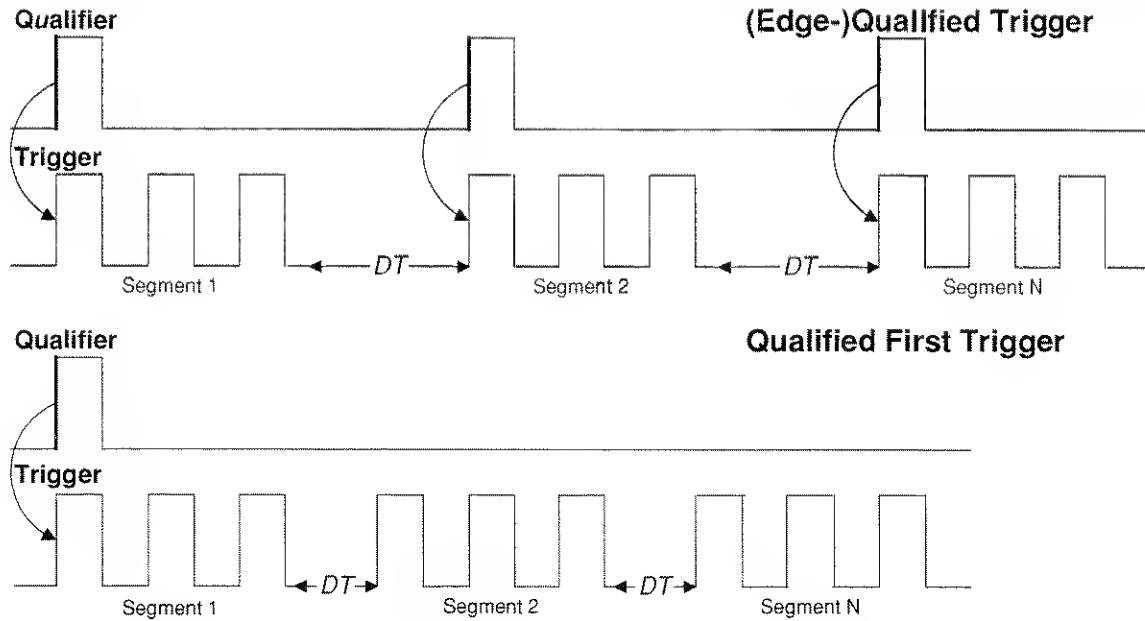 Qualifier
(Edge-)Qualified Trigger
Trigger
DT
DT
Segment 1
Segment 2
Segment N
Qualifier
Qualified First Trigger
Trigger
DT
DT
Segment 1
Segment 2
Segment N